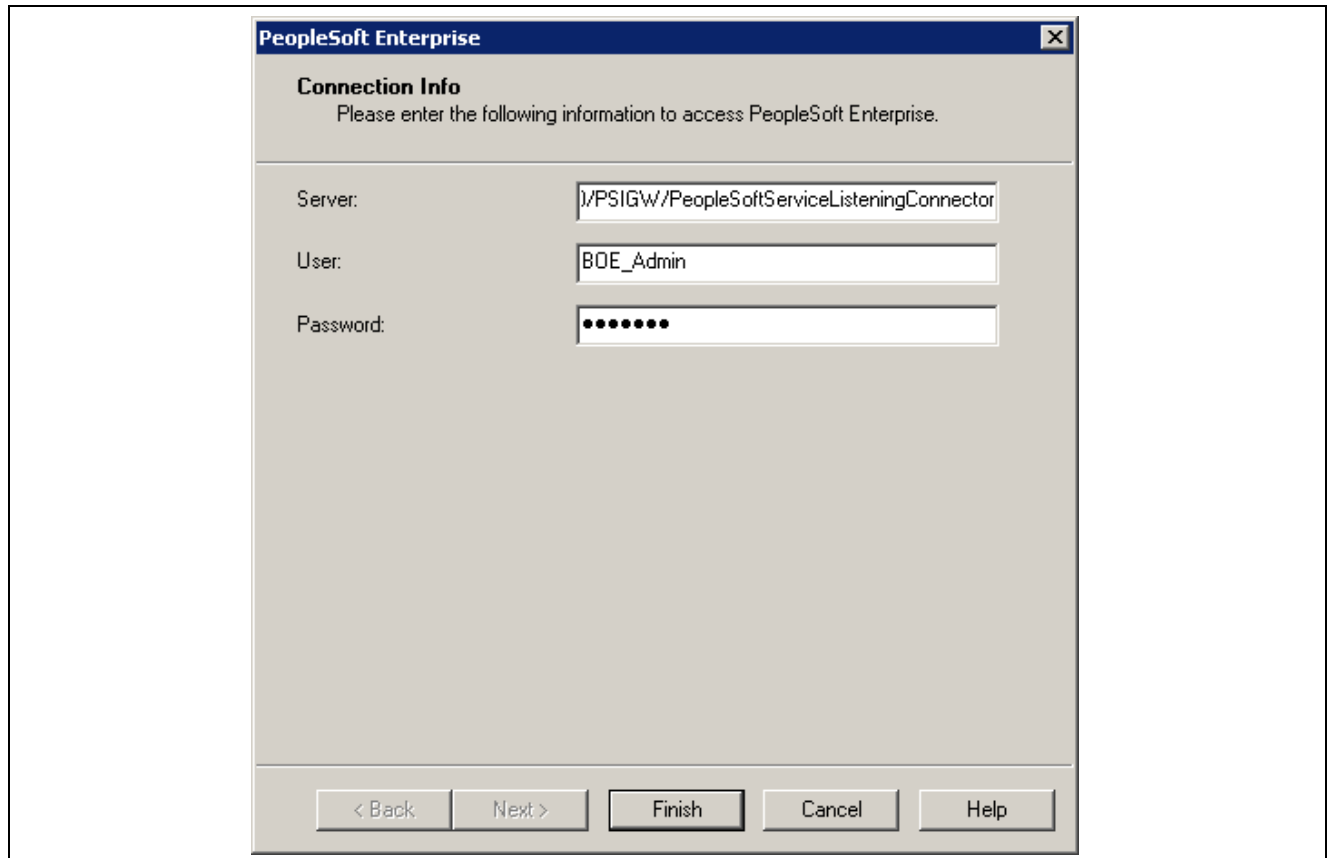 PeopleSoft Enterprise
Connection Info
Please enter the following information to access PeopleSoft Enterprise.
Server: /PSIGW/PeopleSoftServiceListeningConnector
User: BOE_Admin
Password: •••••••
< Back Next > Finish Cancel Help